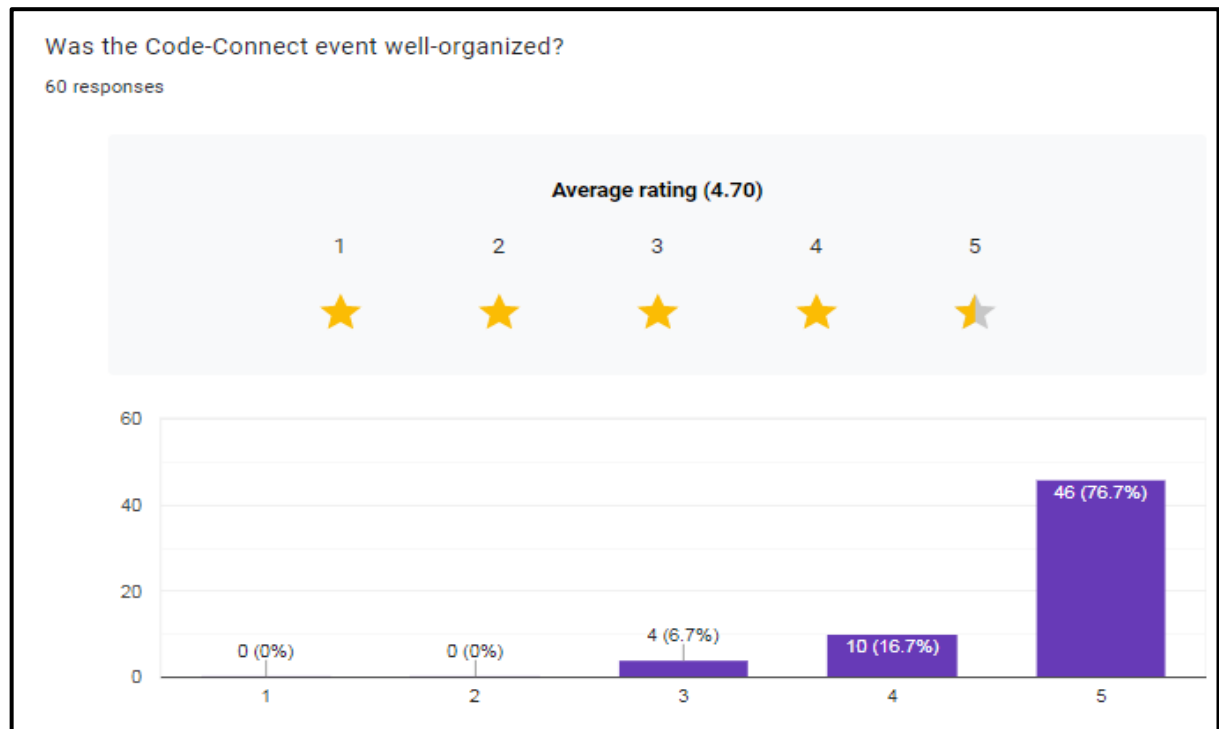 Was the Code-Connect event well-organized?
60 responses
Average rating (4.70)
1 2 3 4 5
60
40
20
0
0 (0%) 0 (0%) 4 (6.7%) 10 (16.7%) 46 (76.7%)
1 2 3 4 5